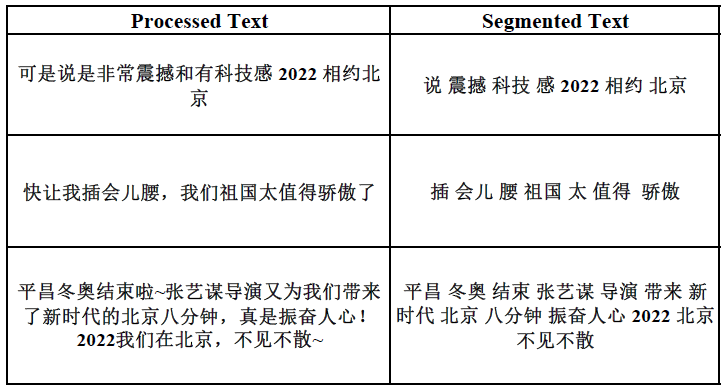 Processed Text
Segmented Text
可是说是非常震撼和有科技感 2022 相约北
京
说 震撼 科技 感 2022 相约 北京
快让我插会儿腰，我们祖国太值得骄傲了
插 会儿 腰 祖国 太 值得 骄傲
平昌冬奥结束啦~张艺谋导演又为我们带来
了新时代的北京八分钟，真是振奋人心！
2022我们在北京，不见不散~
平昌 冬奥 结束 张艺谋 导演 带来 新
时代 北京 八分钟 振奋人心 2022 北京
不见不散